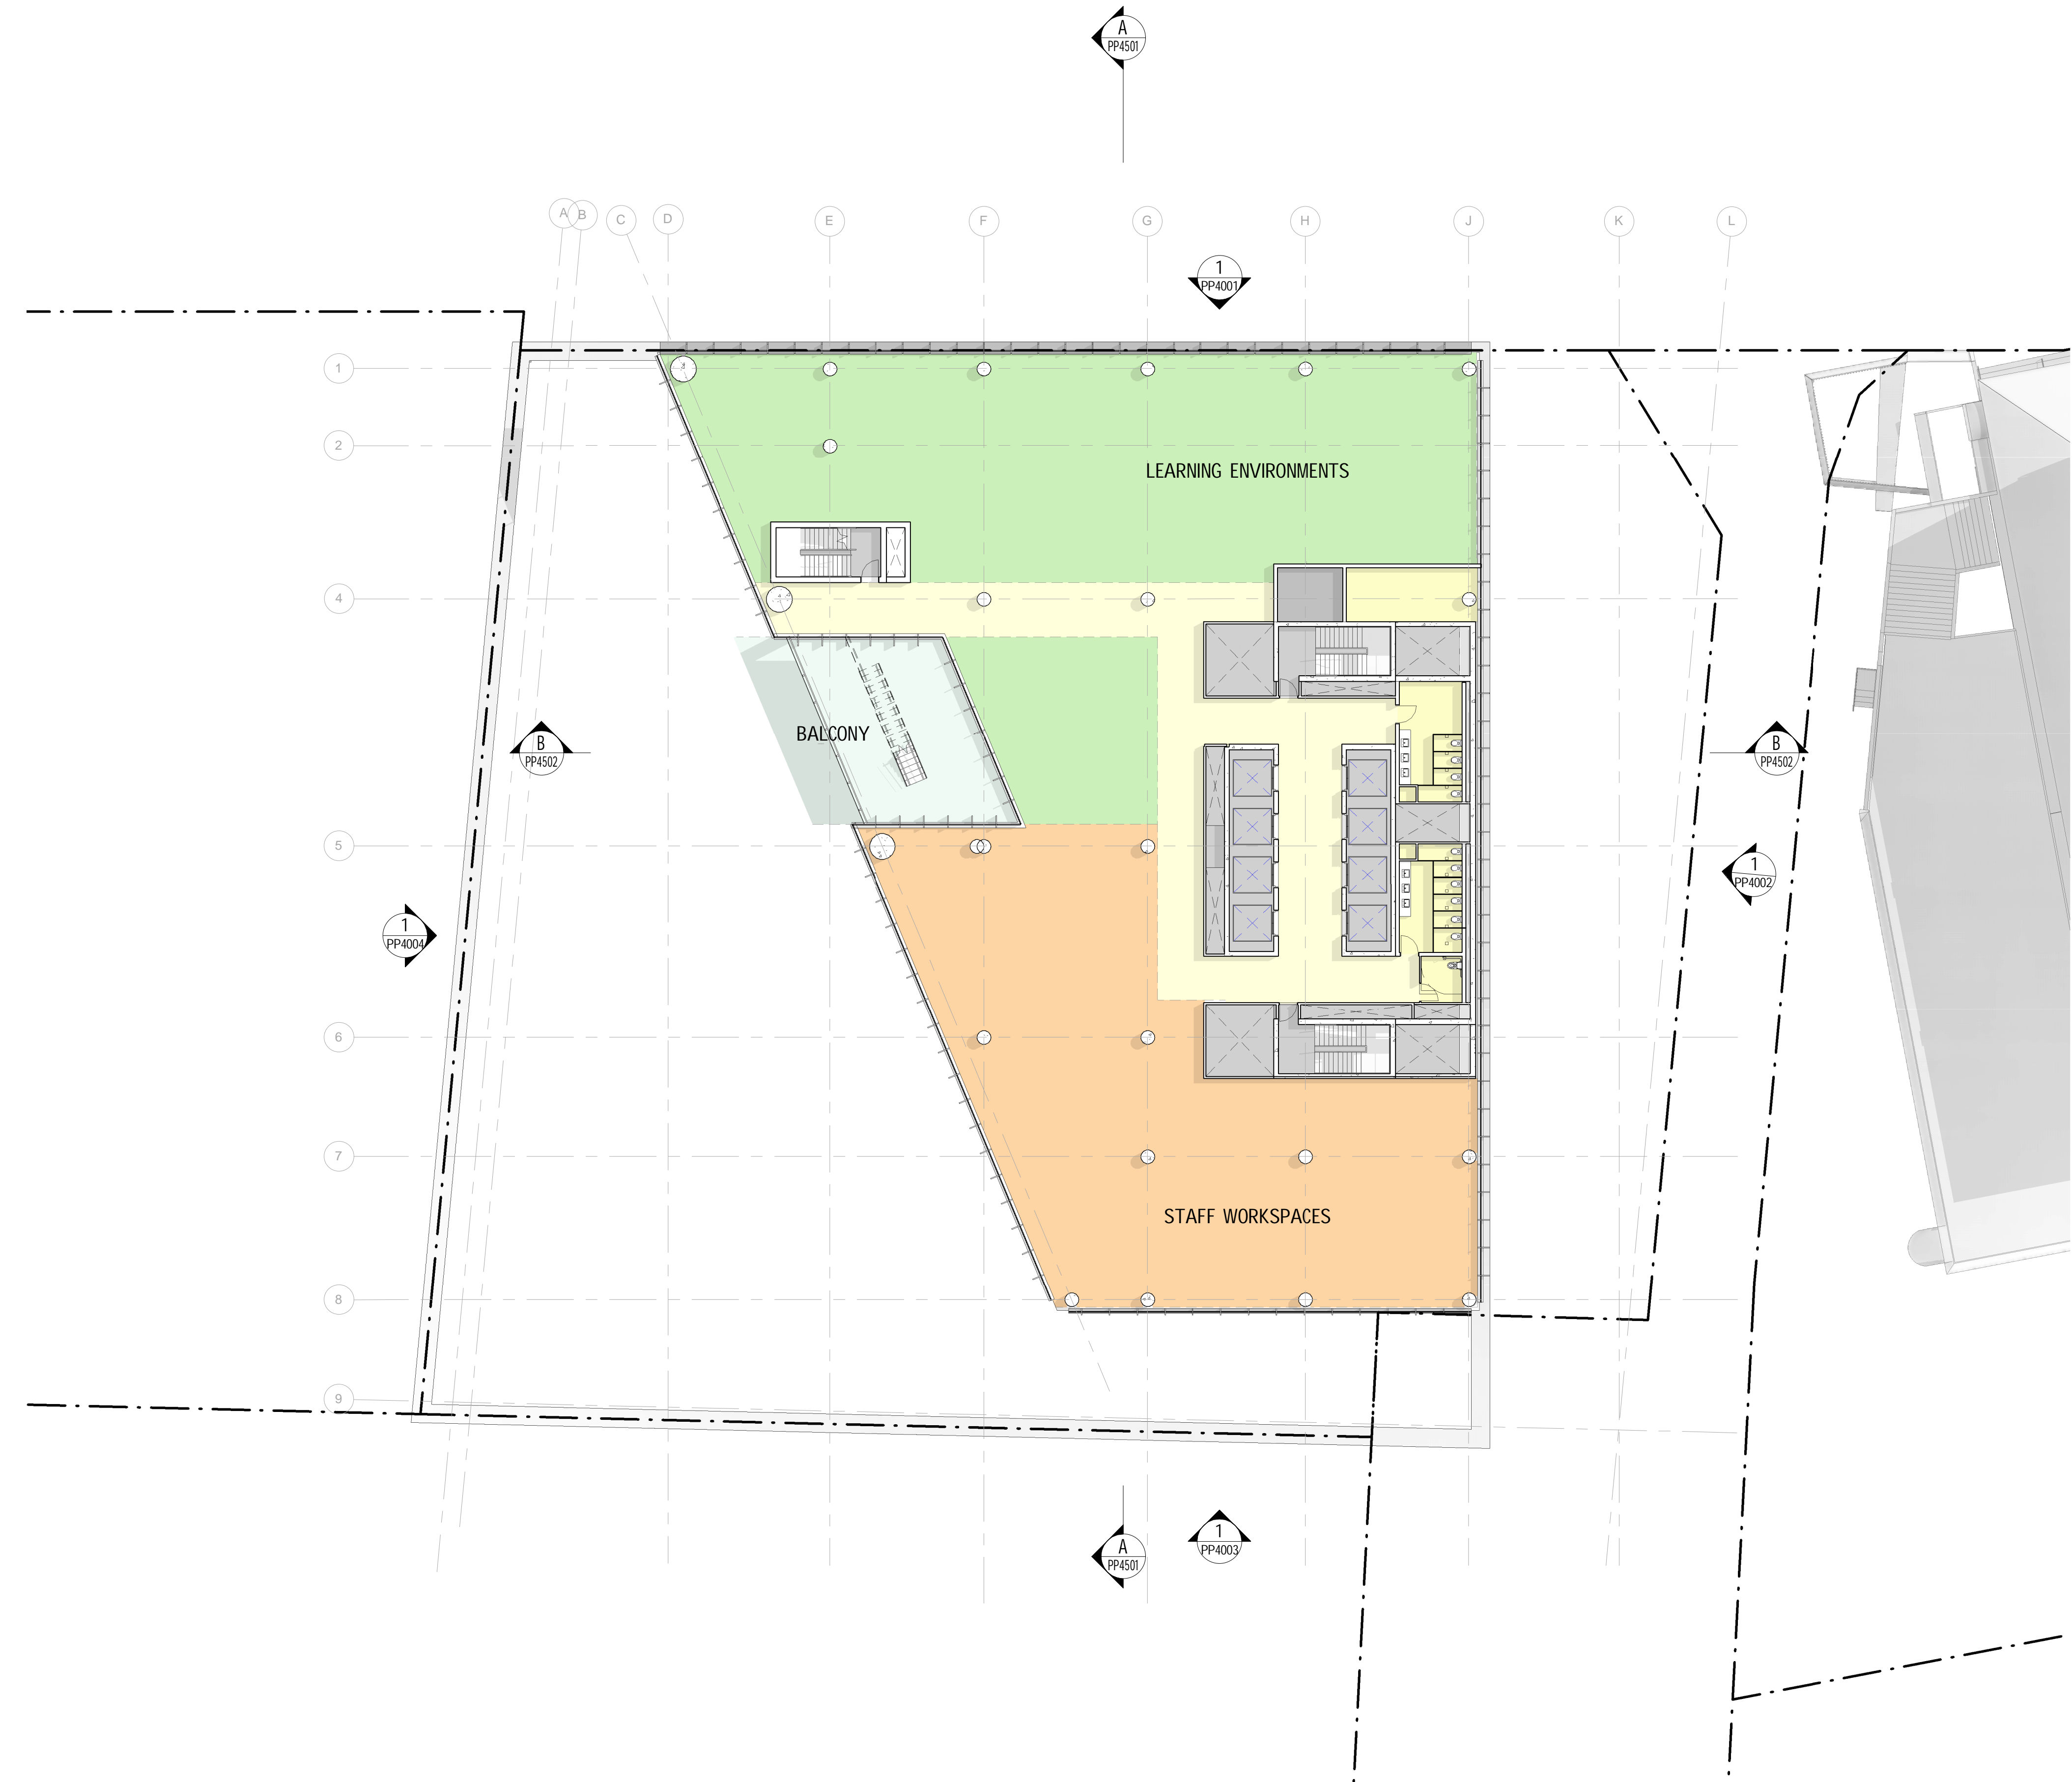 A
PP4501
A
B
C
D
E
F
G
H
J
K
L
1
PP4001
1
2
LEARNING ENVIRONMENTS
4
BALCONY
B
PP4502
B
PP4502
5
1
PP4002
1
PP4004
6
7
STAFF WORKSPACES
8
9
A
PP4501
1
PP4003